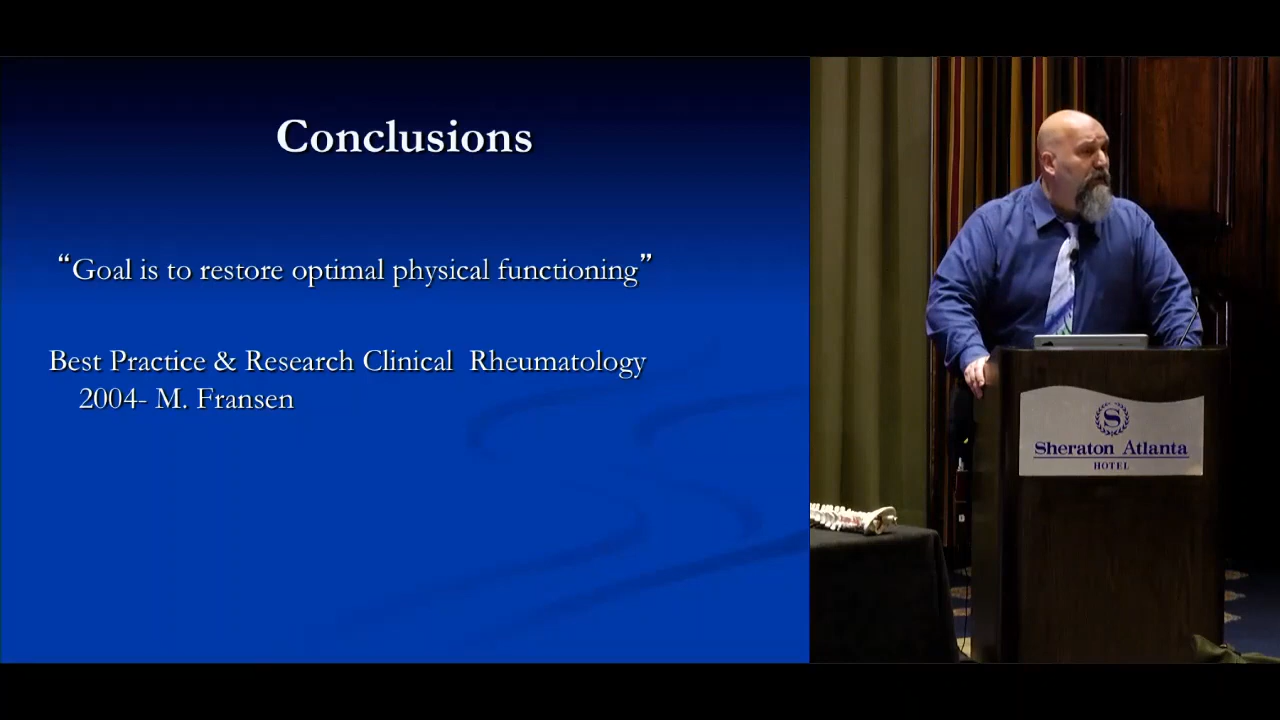 Conclusions
“Goal is to restore optimal physical functioning”
Best Practice & Research Clinical  Rheumatology
2004- M. Fransen
S
Sheraton Atlanta
HOTEL